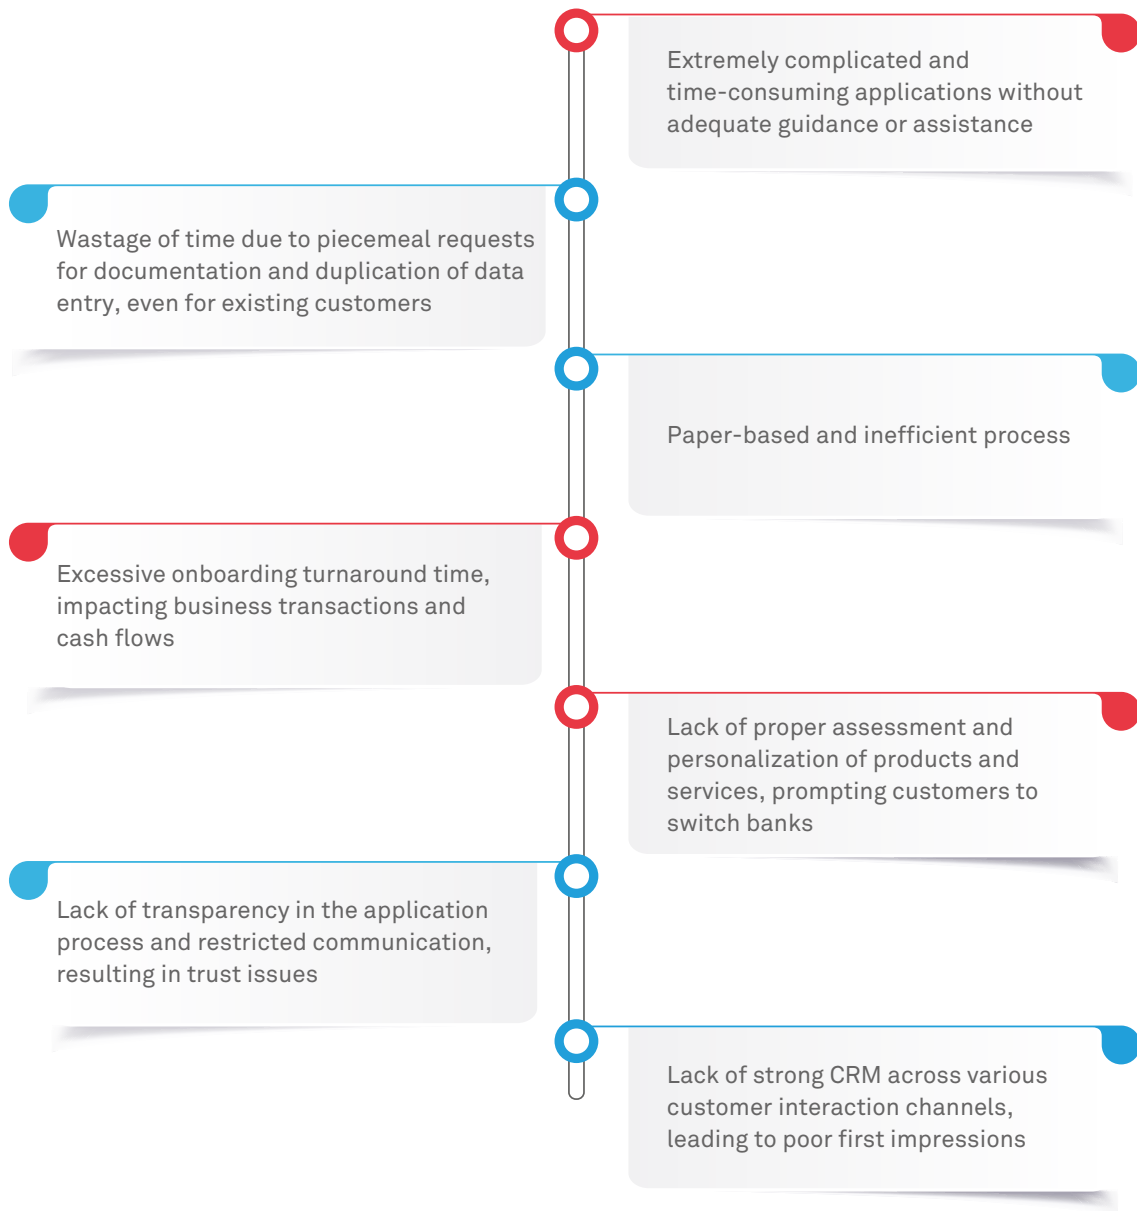 Extremely complicated and
time-consuming applications without
adequate guidance or assistance
Wastage of time due to piecemeal requests
for documentation and duplication of data
entry, even for existing customers
Paper-based and inefficient process
Excessive onboarding turnaround time,
impacting business transactions and
cash flows
Lack of proper assessment and
personalization of products and
services, prompting customers to
switch banks
Lack of transparency in the application
process and restricted communication,
resulting in trust issues
Lack of strong CRM across various
customer interaction channels,
leading to poor first impressions